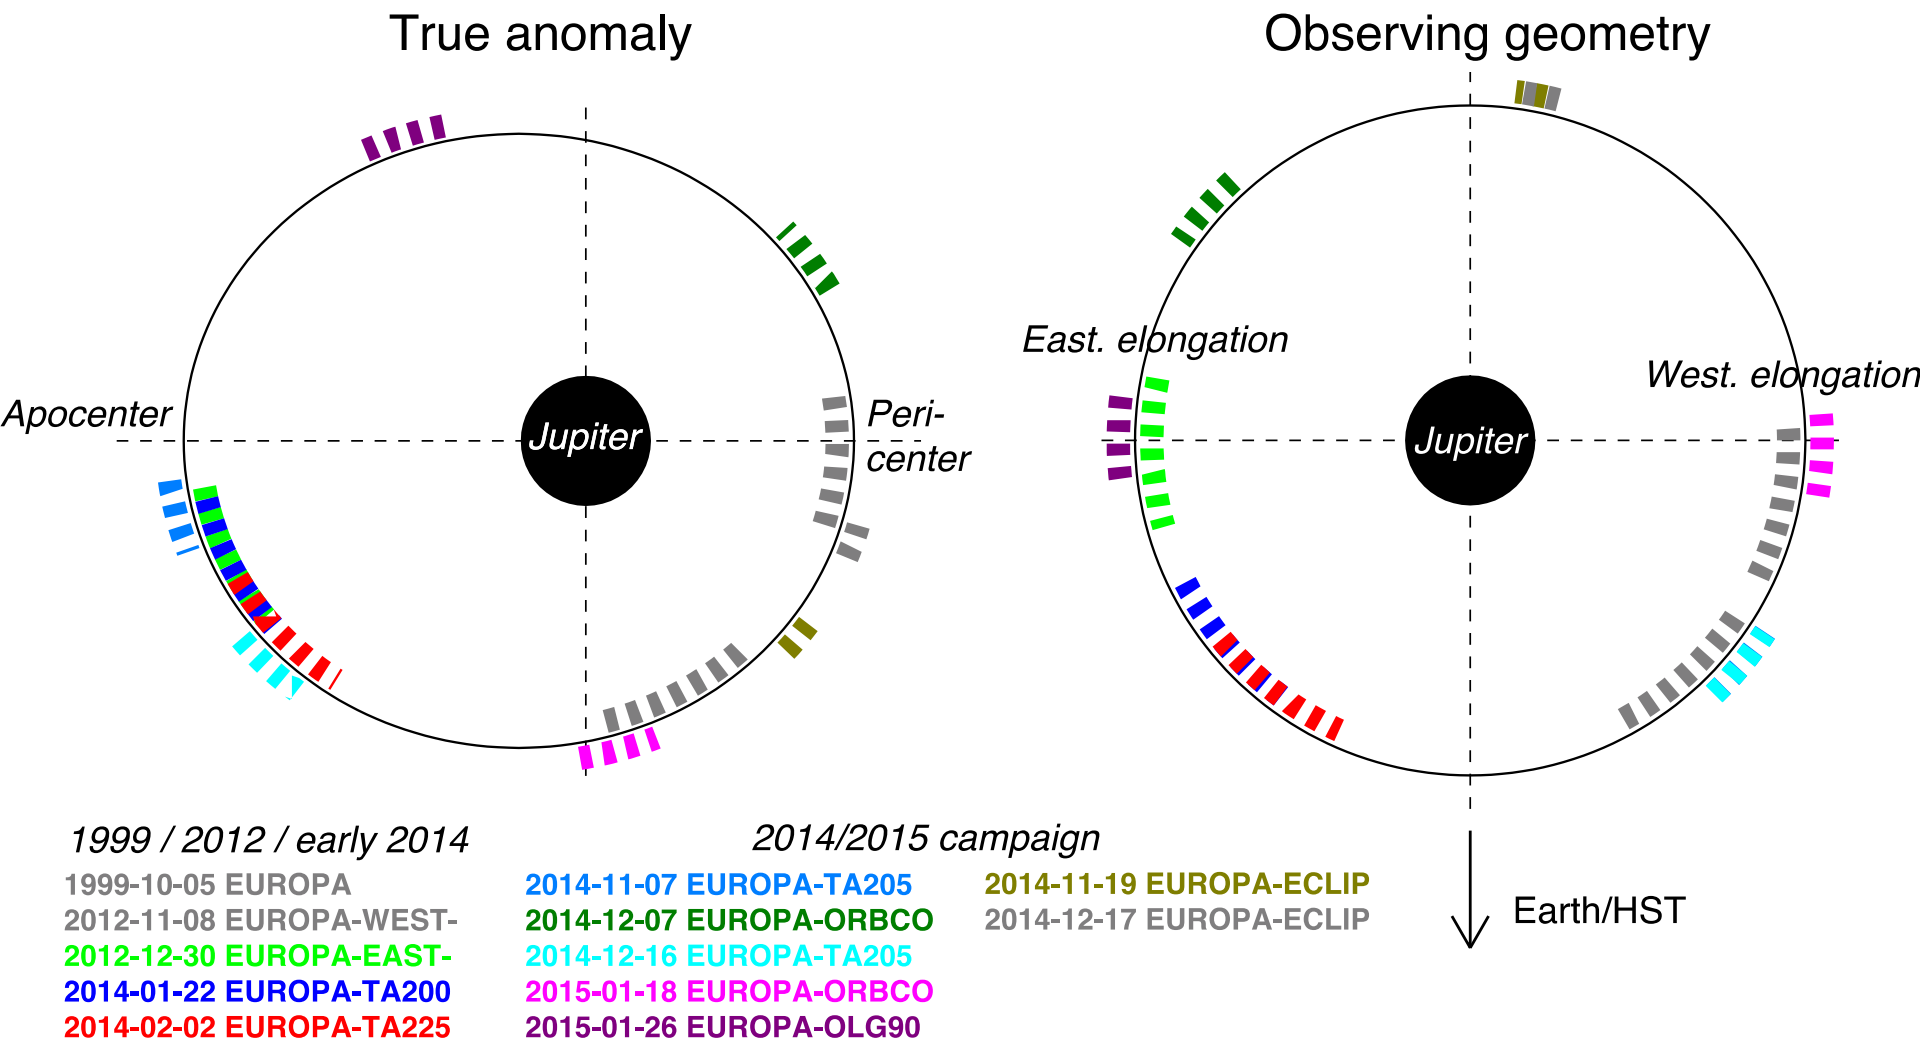 True anomaly
Observing geometry
East. elongation
West. elongation
Apocenter
Jupiter
Peri-
center
Jupiter
1999 / 2012 / early 2014
2014/2015 campaign
1999-10-05 EUROPA
2012-11-08 EUROPA-WEST-
2012-12-30 EUROPA-EAST-
2014-01-22 EUROPA-TA200
2014-02-02 EUROPA-TA225
2014-11-07 EUROPA-TA205
2014-12-07 EUROPA-ORBCO
2014-12-16 EUROPA-TA205
2015-01-18 EUROPA-ORBCO
2015-01-26 EUROPA-OLG90
2014-11-19 EUROPA-ECLIP
2014-12-17 EUROPA-ECLIP
Earth/HST